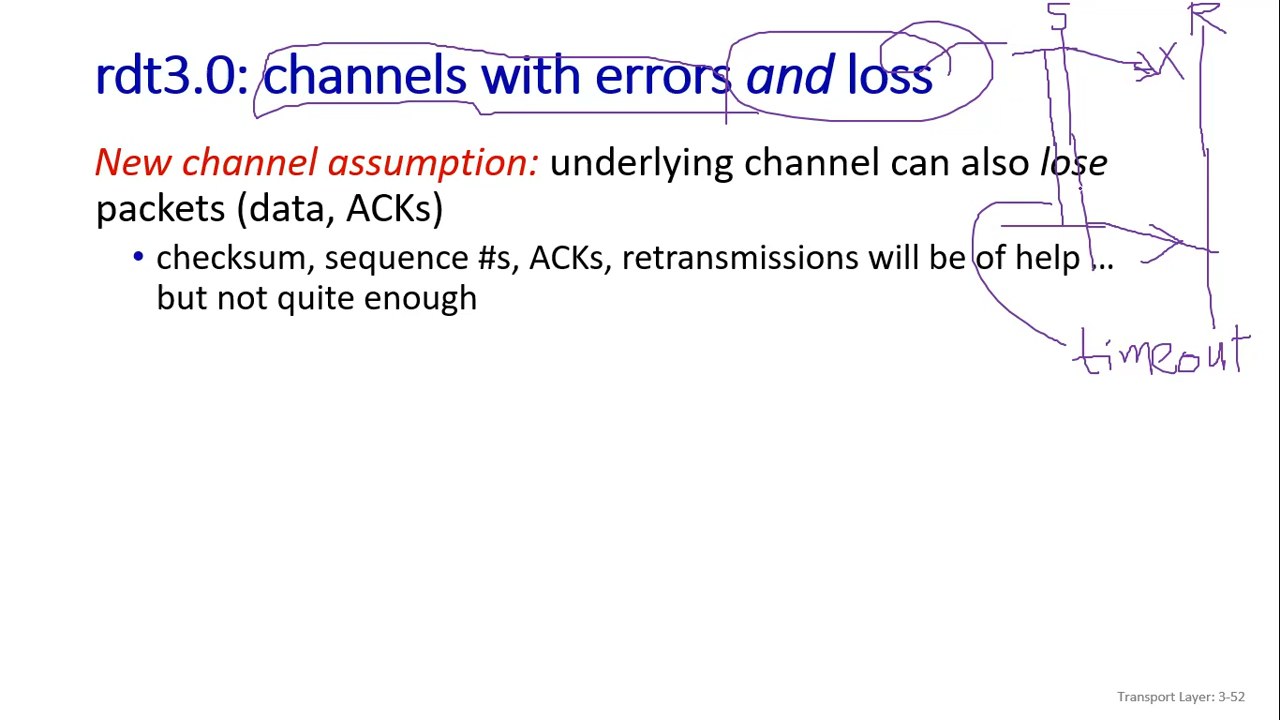 S R
rdt3.0: channels with errors and loss
X
New channel assumption: underlying channel can also lose
packets (data, ACKs)
• checksum, sequence #s, ACKs, retransmissions will be of help …
but not quite enough
timeout
Transport Layer: 3-52